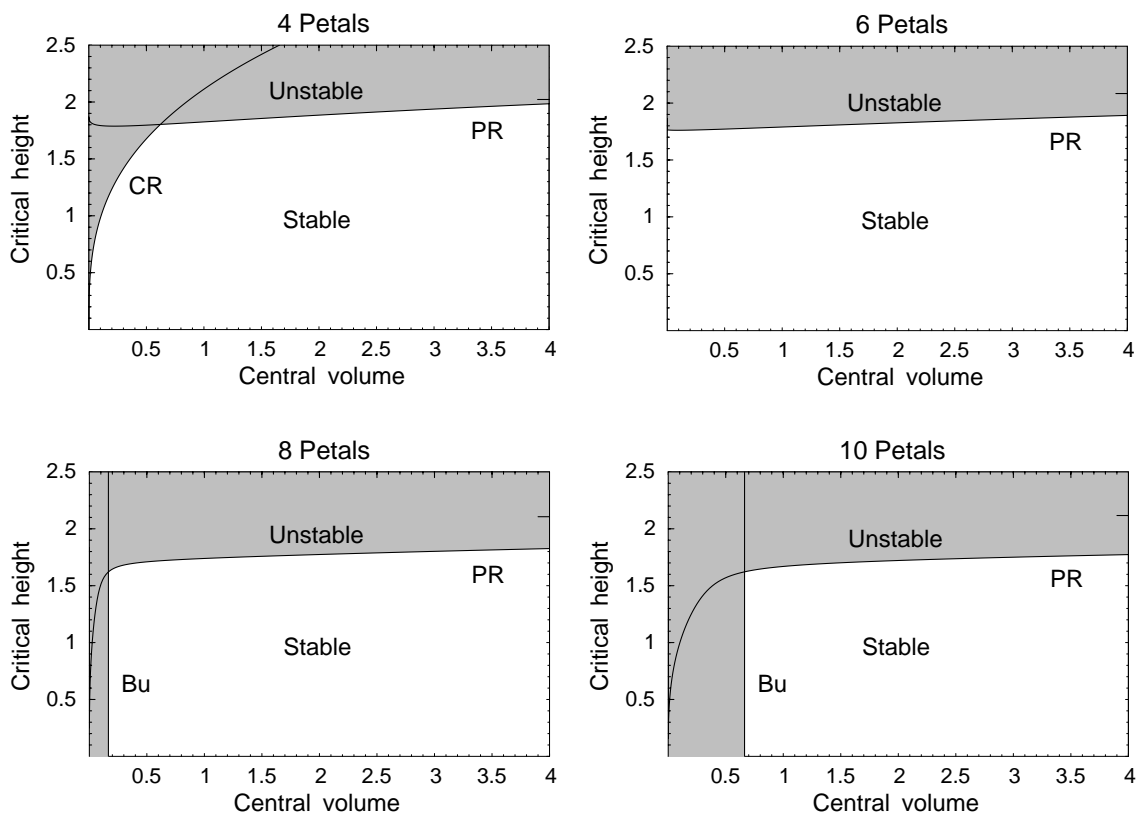 4 Petals
2.5
2
1.5
1
0.5
Critical height
Unstable
PR
CR
Stable
0.5 1 1.5 2 2.5 3 3.5 4
Central volume
6 Petals
2.5
2
1.5
1
0.5
Critical height
Unstable
PR
Stable
0.5 1 1.5 2 2.5 3 3.5 4
Central volume
8 Petals
2.5
2
1.5
1
0.5
Critical height
Unstable
PR
Stable
Bu
0.5 1 1.5 2 2.5 3 3.5 4
Central volume
10 Petals
2.5
2
1.5
1
0.5
Critical height
Unstable
PR
Stable
Bu
0.5 1 1.5 2 2.5 3 3.5 4
Central volume